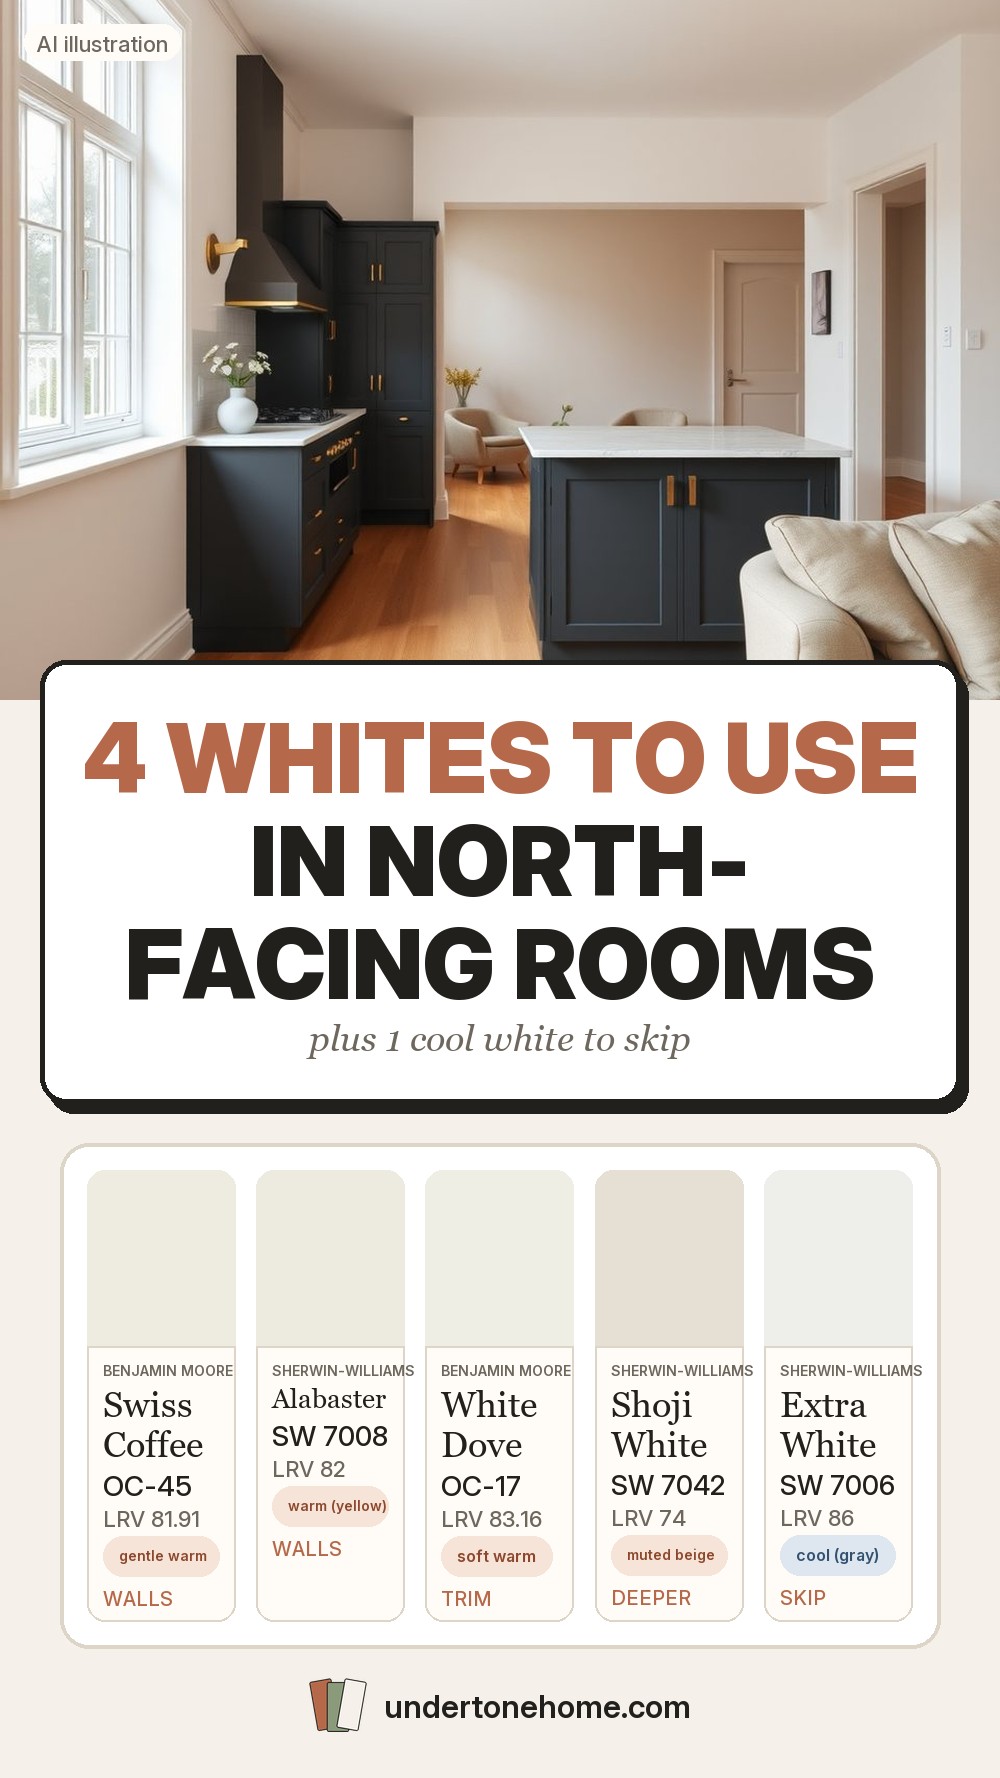 AI illustration
4 WHITES TO USE
IN NORTH-
FACING ROOMS
plus 1 cool white to skip
BENJAMIN MOORE
Swiss
Coffee
OC-45
LRV 81.91
gentle warm
WALLS
SHERWIN-WILLIAMS
Alabaster
SW 7008
LRV 82
warm (yellow)
WALLS
BENJAMIN MOORE
White
Dove
OC-17
LRV 83.16
soft warm
TRIM
SHERWIN-WILLIAMS
Shoji
White
SW 7042
LRV 74
muted beige
DEEPER
SHERWIN-WILLIAMS
Extra
White
SW 7006
LRV 86
cool (gray)
SKIP
undertonehome.com